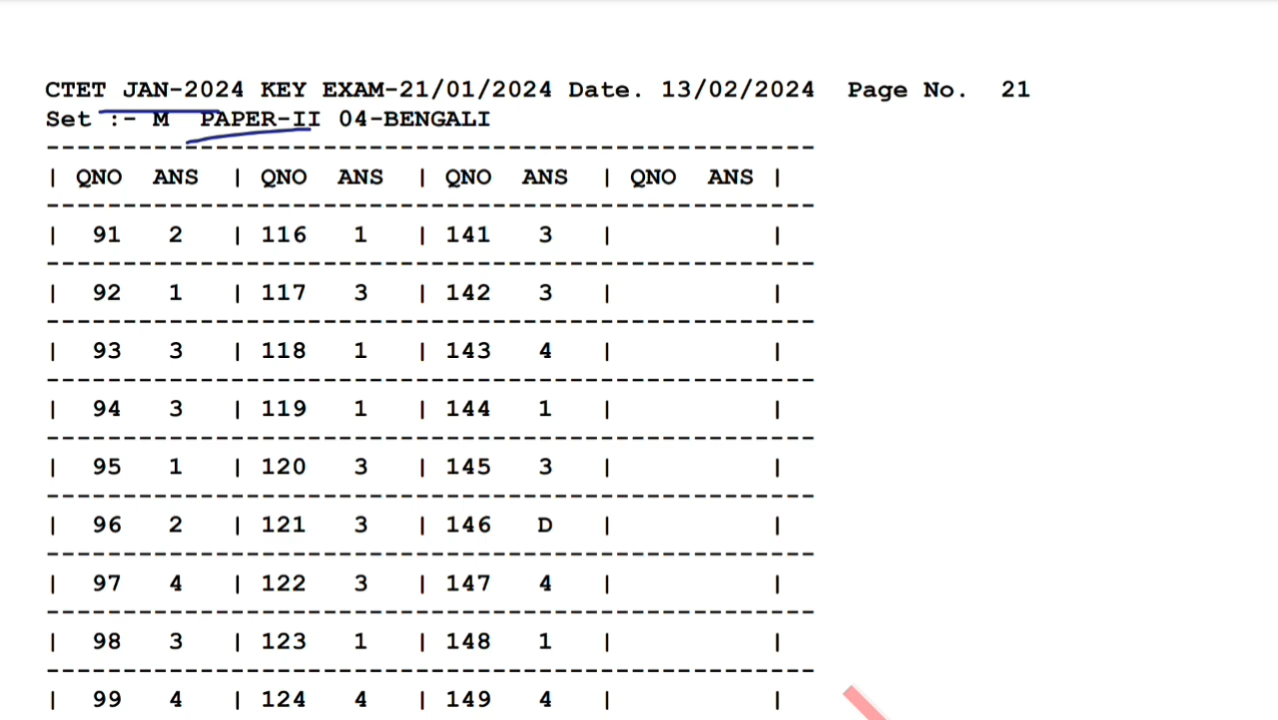 CTET JAN-2024 KEY EXAM-21/01/2024 Date. 13/02/2024 Page No. 21
Set :- M PAPER-II 04-BENGALI
| QNO ANS | QNO ANS | QNO ANS | QNO ANS |
| 91 2 | 116 1 | 141 3 | |
| 92 1 | 117 3 | 142 3 | |
| 93 3 | 118 1 | 143 4 | |
| 94 3 | 119 1 | 144 1 | |
| 95 1 | 120 3 | 145 3 | |
| 96 2 | 121 3 | 146 D | |
| 97 4 | 122 3 | 147 4 | |
| 98 3 | 123 1 | 148 1 | |
| 99 4 | 124 4 | 149 4 | |